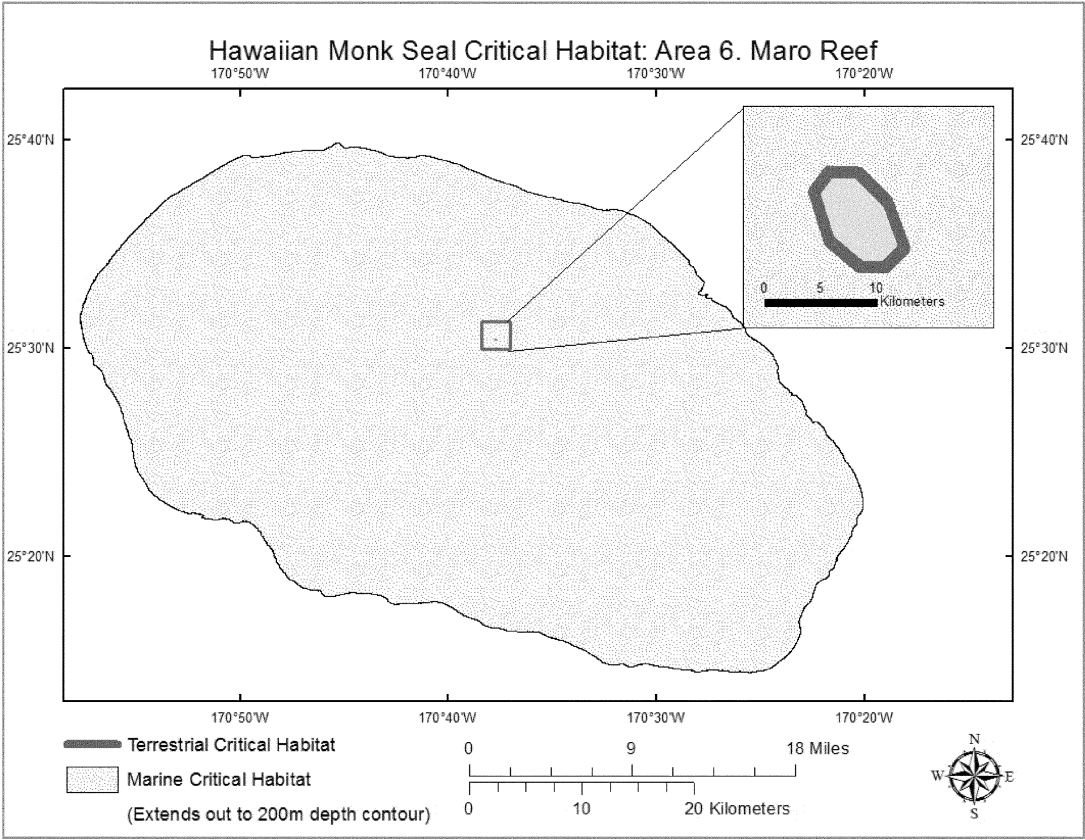 Hawaiian Monk Seal Critical Habitat: Area 6. Maro Reef
170°50'W 170°40'W 170°30'W 170°20'W
25°40'N 25°40'N
0 5 10
Kilometers
25°30'N 25°30'N
25°20'N 25°20'N
170°50'W 170°40'W 170°30'W 170°20'W
Terrestrial Critical Habitat
Marine Critical Habitat
(Extends out to 200m depth contour)
0 9 18 Miles
0 10 20 Kilometers
N
W E
S